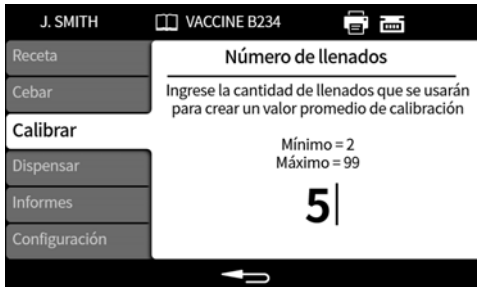 J. SMITH
VACCINE B234
Receta
Cebar
Calibrar
Dispensar
Informes
Configuración
Número de llenados
Ingrese la cantidad de llenados que se usarán
para crear un valor promedio de calibración
Mínimo = 2
Máximo = 99
5